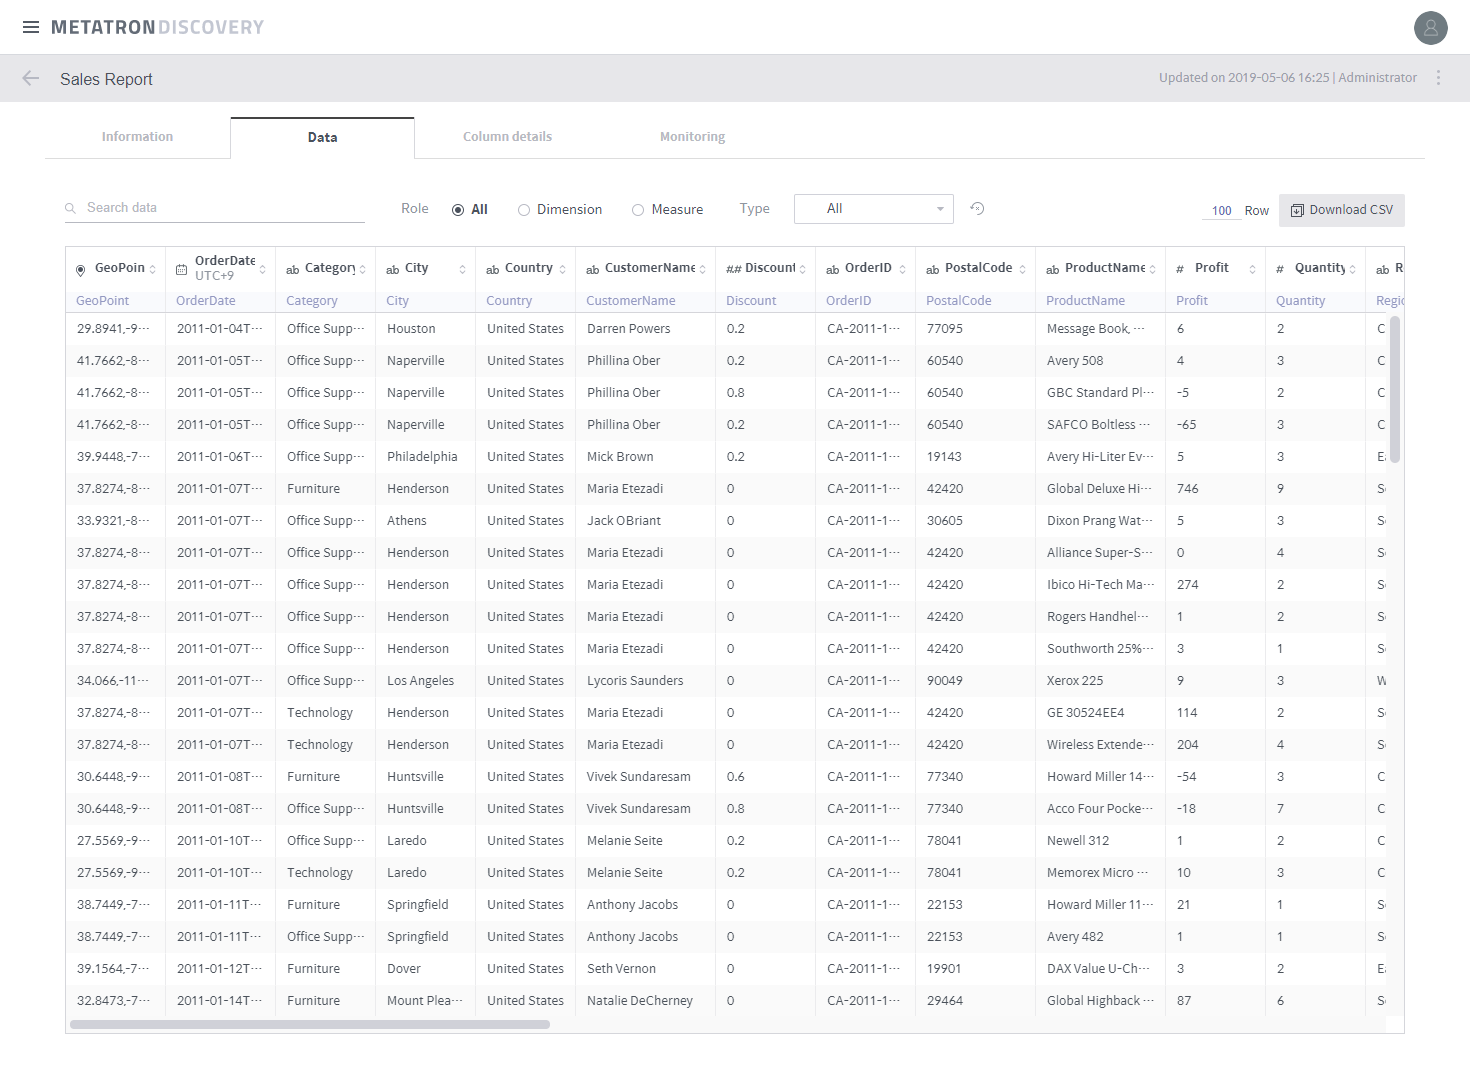 METATRON DISCOVERY
Sales Report Updated on 2019-05-06 16:25 | Administrator
Information Data Column details Monitoring
Search data Role All Dimension Measure Type All 100 Row Download CSV
GeoPoin OrderDate UTC+9 ab Category ab City ab Country ab CustomerName #.# Discount ab OrderID ab PostalCode ab ProductName # Profit # Quantity ab R
GeoPoint OrderDate Category City Country CustomerName Discount OrderID PostalCode ProductName Profit Quantity Regio
29.8941,-9··· 2011-01-04T··· Office Supp··· Houston United States Darren Powers 0.2 CA-2011-1··· 77095 Message Book, ··· 6 2 C
41.7662,-8··· 2011-01-05T··· Office Supp··· Naperville United States Phillina Ober 0.2 CA-2011-1··· 60540 Avery 508 4 3 C
41.7662,-8··· 2011-01-05T··· Office Supp··· Naperville United States Phillina Ober 0.8 CA-2011-1··· 60540 GBC Standard Pl··· -5 2 C
41.7662,-8··· 2011-01-05T··· Office Supp··· Naperville United States Phillina Ober 0.2 CA-2011-1··· 60540 SAFCO Boltless ··· -65 3 C
39.9448,-7··· 2011-01-06T··· Office Supp··· Philadelphia United States Mick Brown 0.2 CA-2011-1··· 19143 Avery Hi-Liter Ev··· 5 3 Ea
37.8274,-8··· 2011-01-07T··· Furniture Henderson United States Maria Etezadi 0 CA-2011-1··· 42420 Global Deluxe Hi··· 746 9 So
33.9321,-8··· 2011-01-07T··· Office Supp··· Athens United States Jack OBriant 0 CA-2011-1··· 30605 Dixon Prang Wat··· 5 3 So
37.8274,-8··· 2011-01-07T··· Office Supp··· Henderson United States Maria Etezadi 0 CA-2011-1··· 42420 Alliance Super-S··· 0 4 So
37.8274,-8··· 2011-01-07T··· Office Supp··· Henderson United States Maria Etezadi 0 CA-2011-1··· 42420 Ibico Hi-Tech Ma··· 274 2 So
37.8274,-8··· 2011-01-07T··· Office Supp··· Henderson United States Maria Etezadi 0 CA-2011-1··· 42420 Rogers Handhel··· 1 2 So
37.8274,-8··· 2011-01-07T··· Office Supp··· Henderson United States Maria Etezadi 0 CA-2011-1··· 42420 Southworth 25%··· 3 1 So
34.066,-11··· 2011-01-07T··· Office Supp··· Los Angeles United States Lycoris Saunders 0 CA-2011-1··· 90049 Xerox 225 9 3 W
37.8274,-8··· 2011-01-07T··· Technology Henderson United States Maria Etezadi 0 CA-2011-1··· 42420 GE 30524EE4 114 2 So
37.8274,-8··· 2011-01-07T··· Technology Henderson United States Maria Etezadi 0 CA-2011-1··· 42420 Wireless Extende··· 204 4 So
30.6448,-9··· 2011-01-08T··· Furniture Huntsville United States Vivek Sundaresam 0.6 CA-2011-1··· 77340 Howard Miller 14··· -54 3 C
30.6448,-9··· 2011-01-08T··· Office Supp··· Huntsville United States Vivek Sundaresam 0.8 CA-2011-1··· 77340 Acco Four Pocke··· -18 7 C
27.5569,-9··· 2011-01-10T··· Office Supp··· Laredo United States Melanie Seite 0.2 CA-2011-1··· 78041 Newell 312 1 2 C
27.5569,-9··· 2011-01-10T··· Technology Laredo United States Melanie Seite 0.2 CA-2011-1··· 78041 Memorex Micro ··· 10 3 C
38.7449,-7··· 2011-01-11T··· Furniture Springfield United States Anthony Jacobs 0 CA-2011-1··· 22153 Howard Miller 11··· 21 1 So
38.7449,-7··· 2011-01-11T··· Office Supp··· Springfield United States Anthony Jacobs 0 CA-2011-1··· 22153 Avery 482 1 1 So
39.1564,-7··· 2011-01-12T··· Furniture Dover United States Seth Vernon 0 CA-2011-1··· 19901 DAX Value U-Ch··· 3 2 Ea
32.8473,-7··· 2011-01-14T··· Furniture Mount Plea··· United States Natalie DeCherney 0 CA-2011-1··· 29464 Global Highback ··· 87 6 So